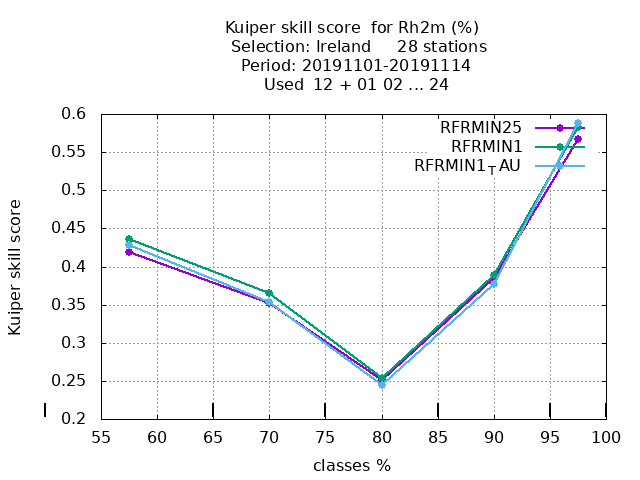 Kuiper skill score  for Rh2m (%)
Selection: Ireland     28 stations
Period: 20191101-20191114
Used  12 + 01 02 ... 24
RFRMIN25
RFRMIN1
RFRMIN1TAU
0.6
0.55
0.5
0.45
0.4
0.35
0.3
0.25
0.2
Kuiper skill score
55 60 65 70 75 80 85 90 95 100
classes %